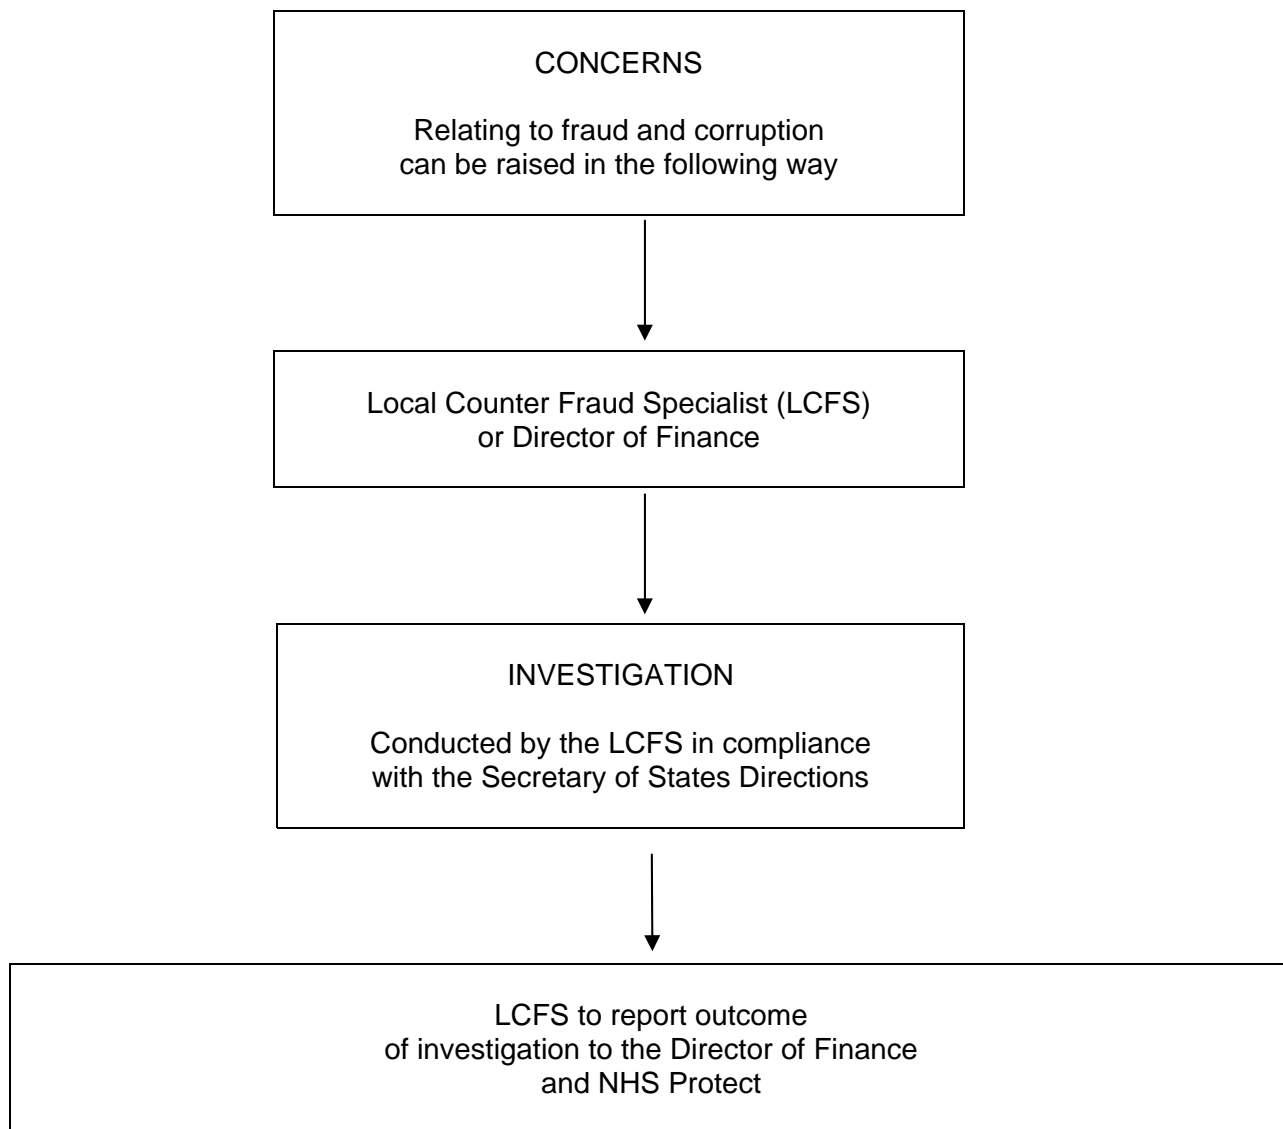 CONCERNS
Relating to fraud and corruption
can be raised in the following way
Local Counter Fraud Specialist (LCFS)
or Director of Finance
INVESTIGATION
Conducted by the LCFS in compliance
with the Secretary of States Directions
LCFS to report outcome
of investigation to the Director of Finance
and NHS Protect